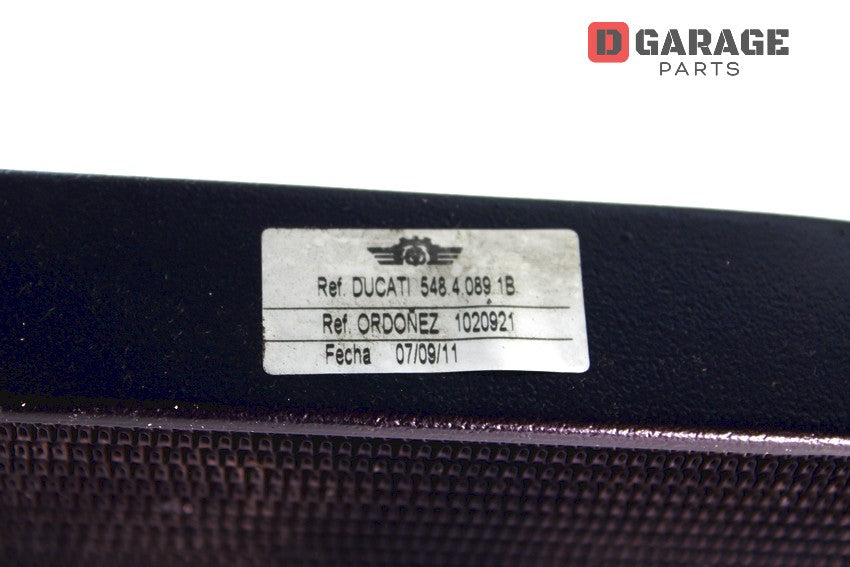 D GARAGE
PARTS
Ref. DUCATI 548.4.089.1B
Ref. ORDOÑEZ 1020921
Fecha 07/09/11